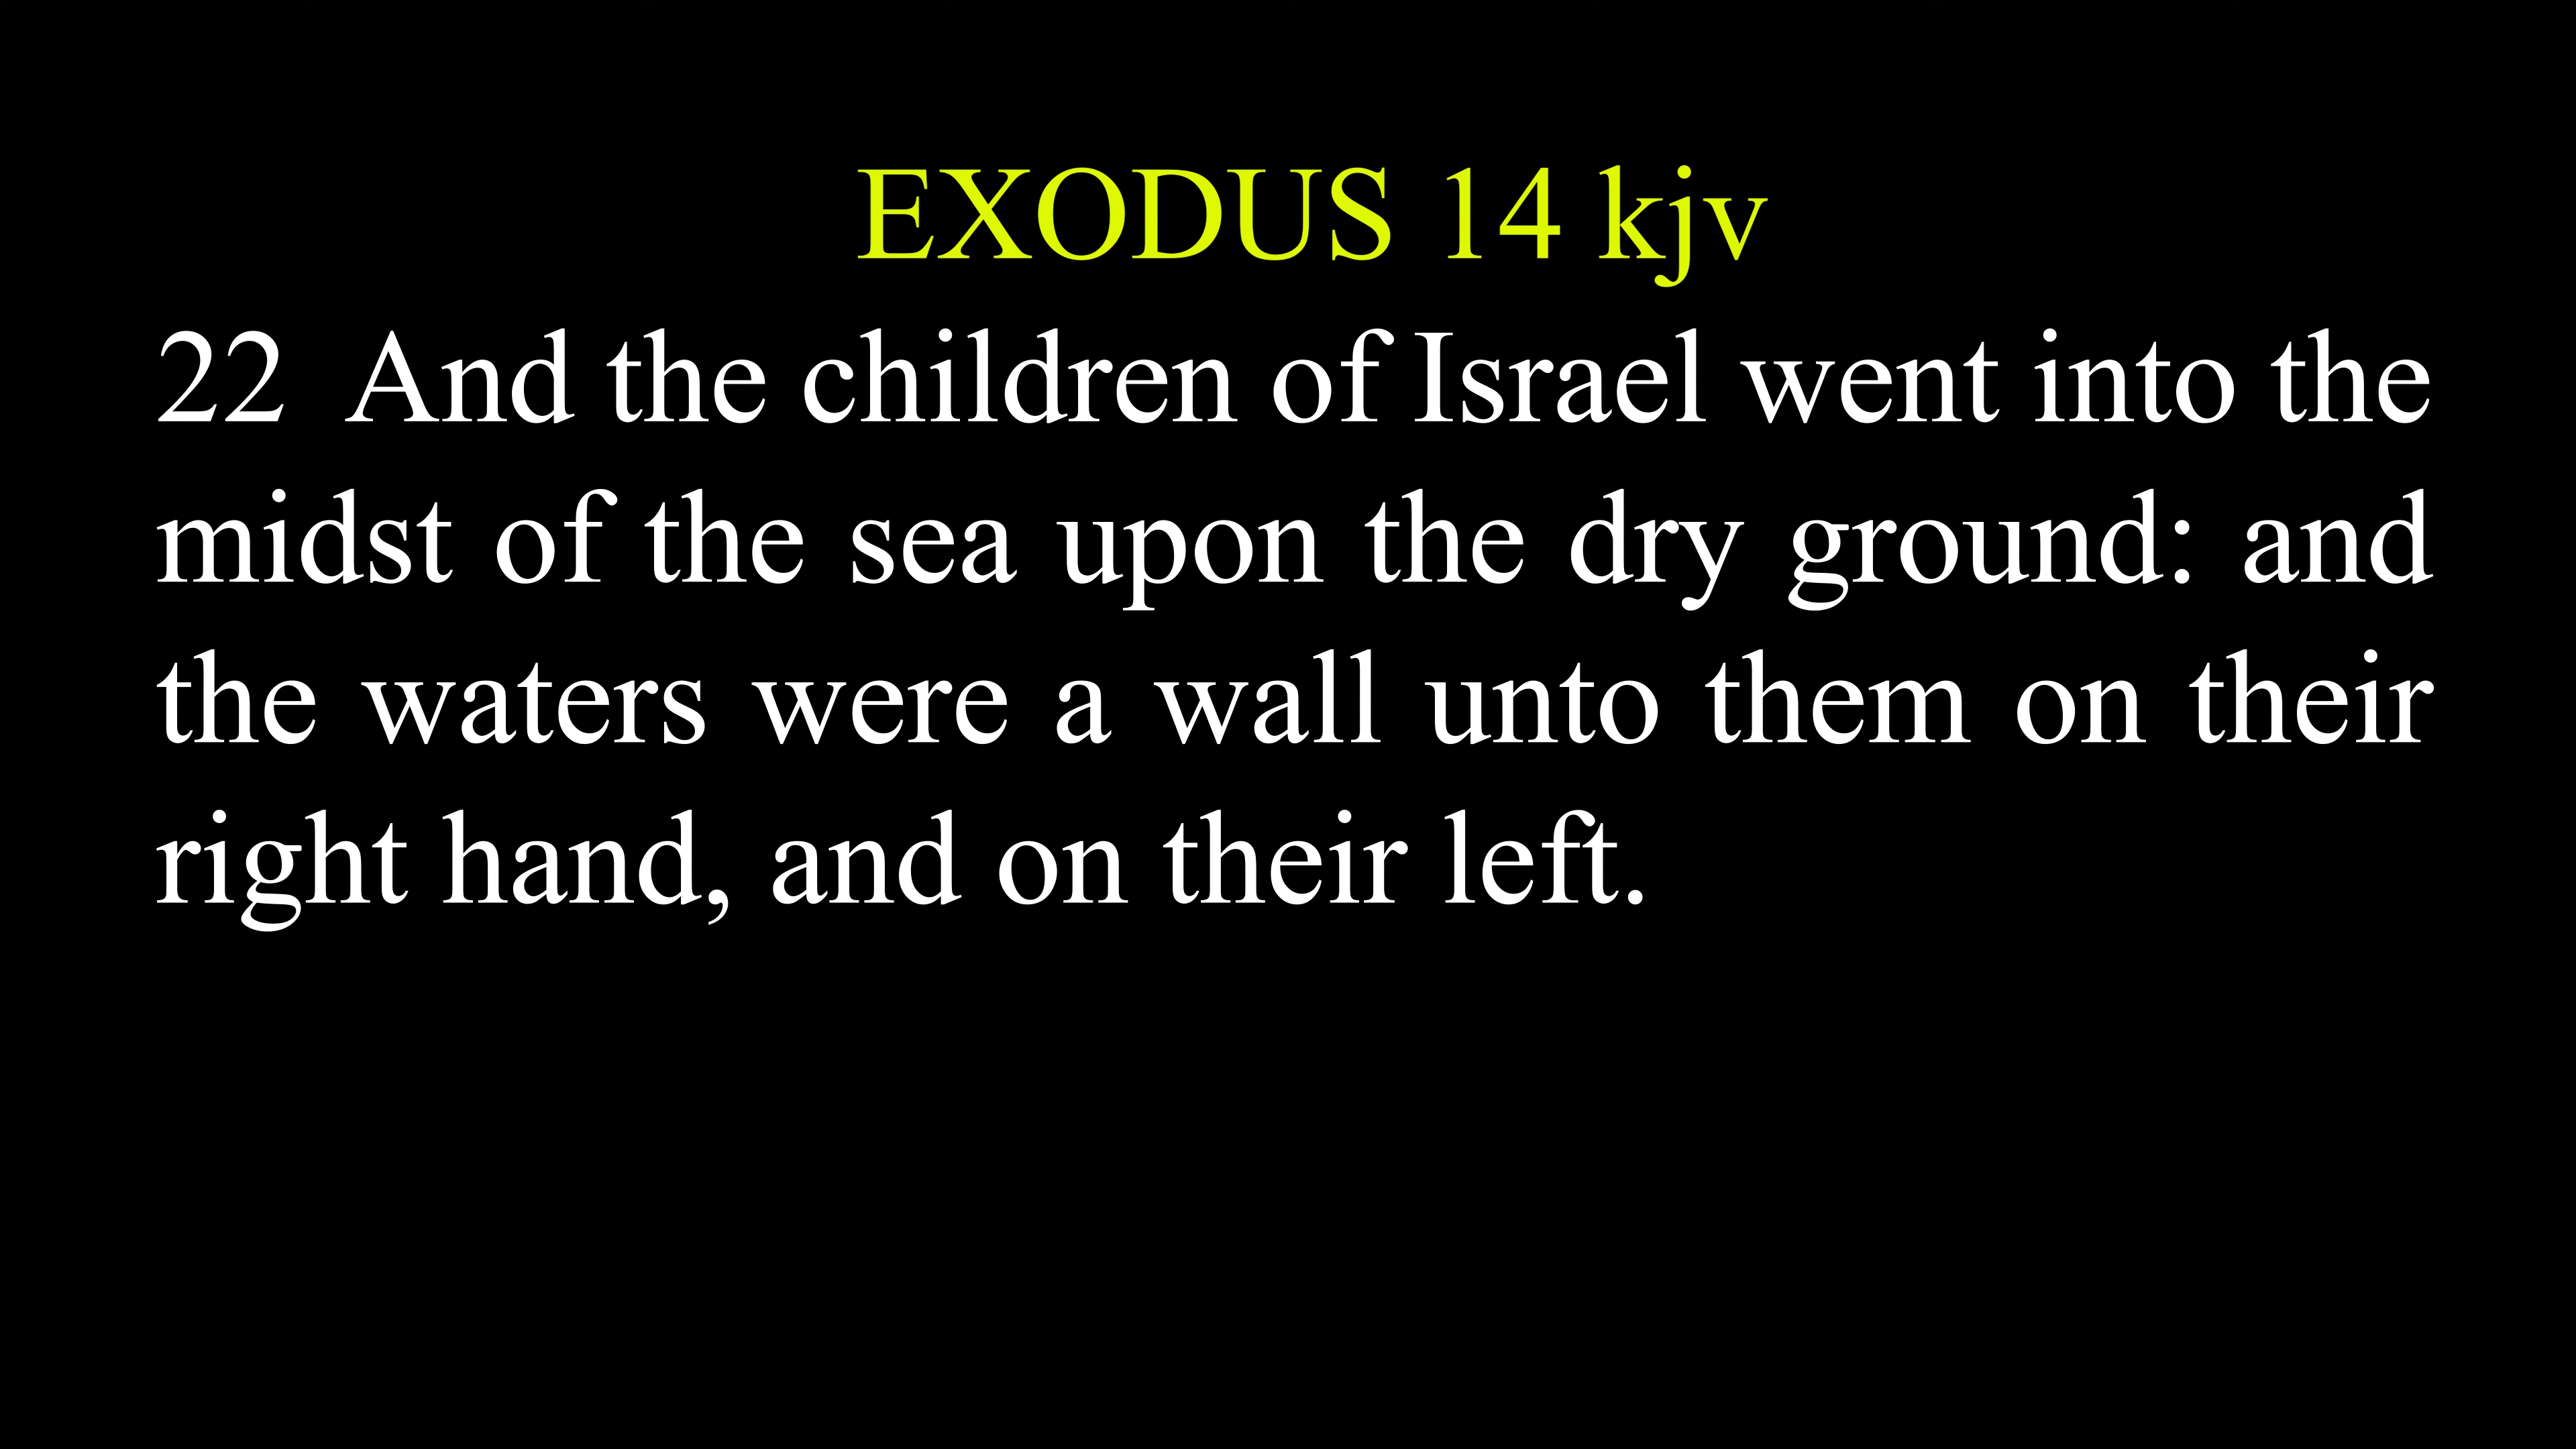 EXODUS 14 kjv
22 And the children of Israel went into the
midst of the sea upon the dry ground: and
the waters were a wall unto them on their
right hand, and on their left.